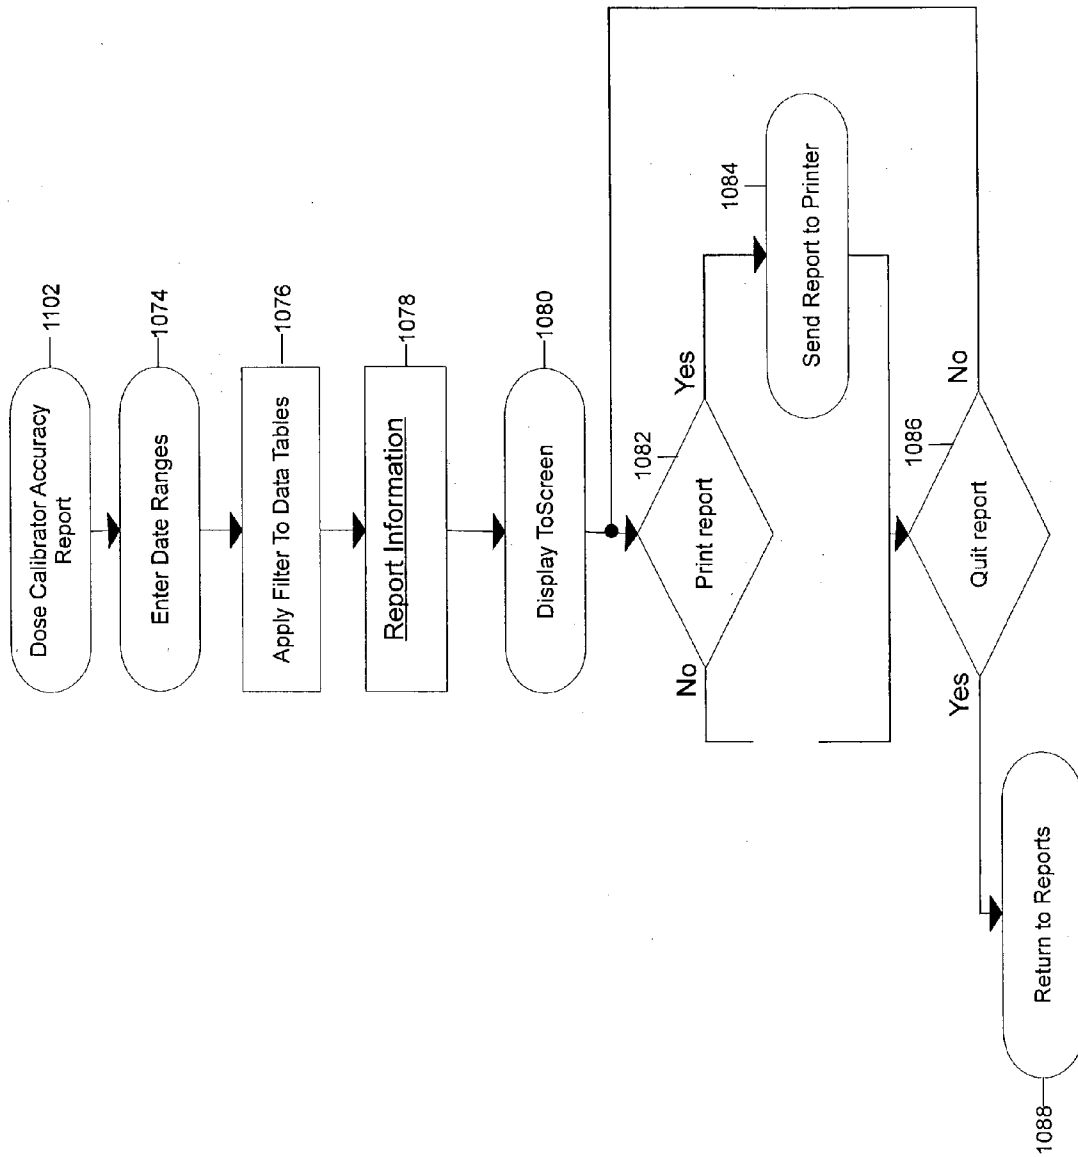 Dose Calibrator Accuracy
Report
1102
Enter Date Ranges
1074
Apply Filter To Data Tables
1076
Report Information
1078
Display ToScreen
1080
Print report
1082
Yes
No
Send Report to Printer
1084
Quit report
1086
No
Yes
Return to Reports
1088